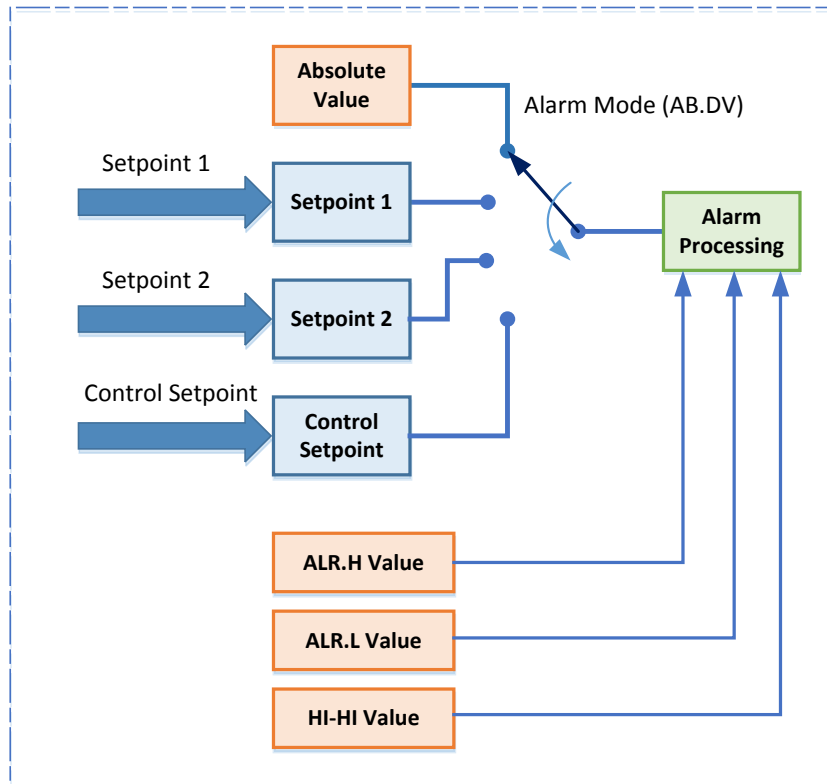 Absolute
Value
Alarm Mode (AB.DV)
Setpoint 1
Setpoint 1
Alarm
Processing
Setpoint 2
Setpoint 2
Control Setpoint
Control
Setpoint
ALR.H Value
ALR.L Value
HI-HI Value